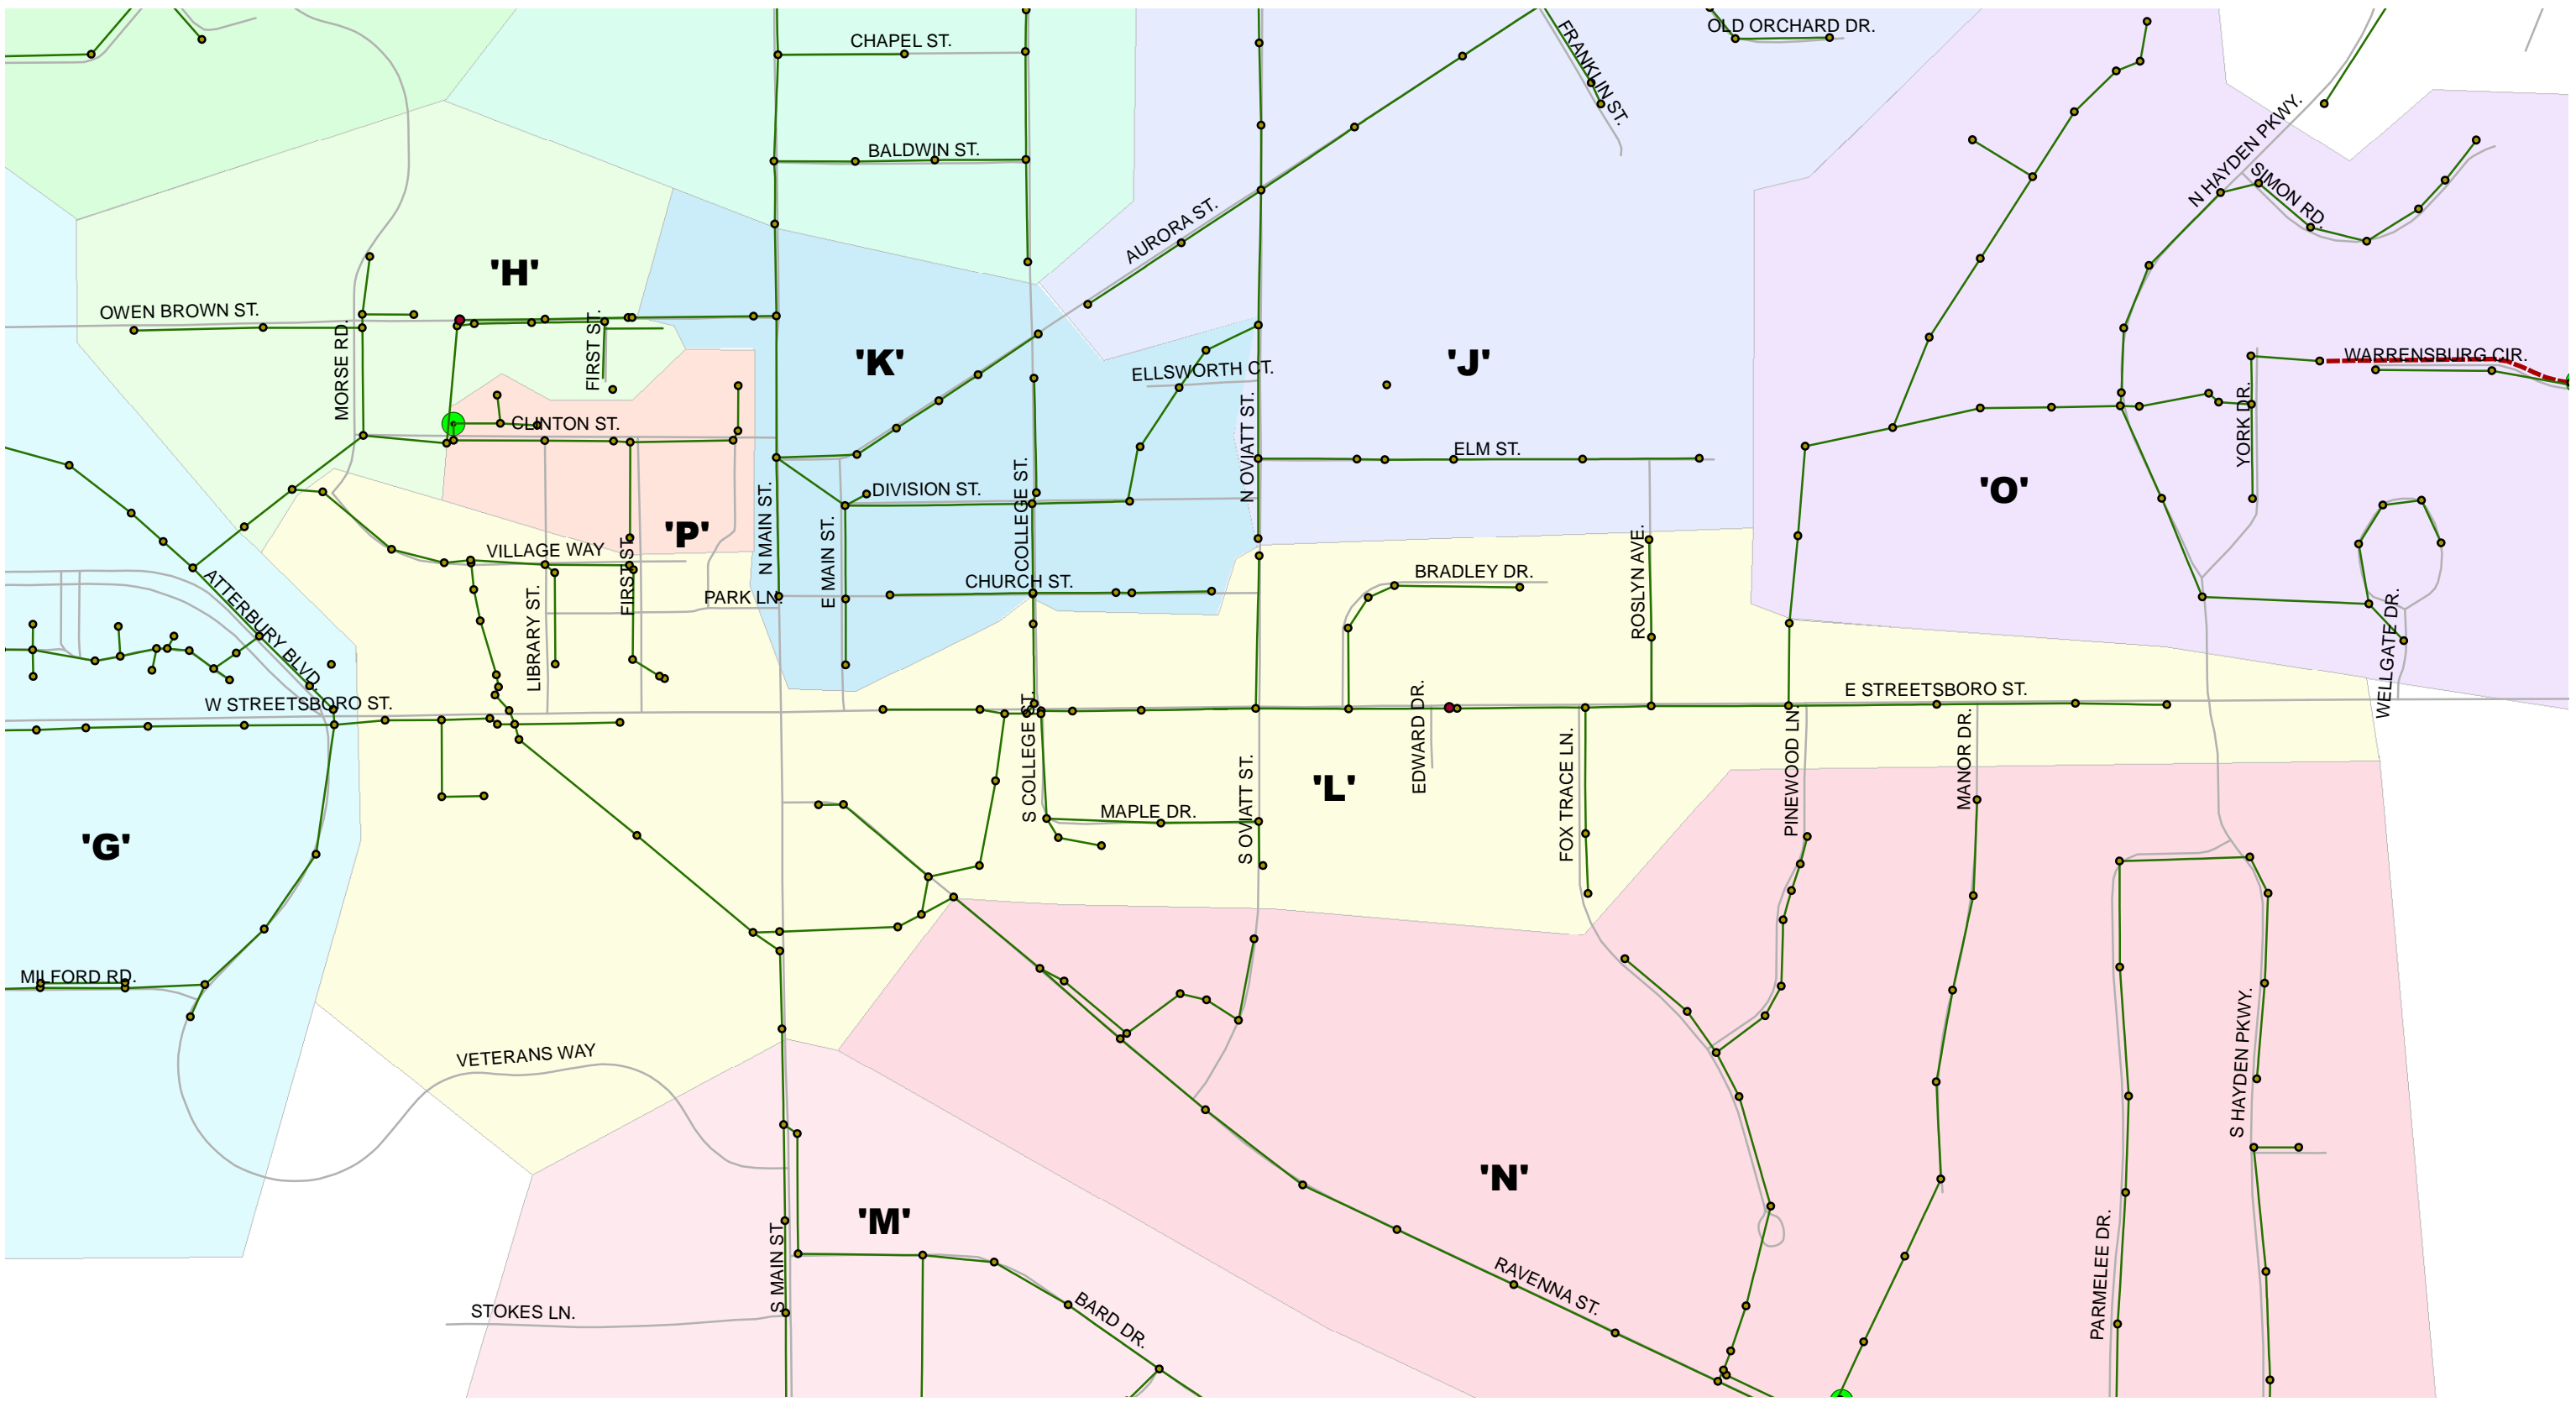 OLD ORCHARD DR.
CHAPEL ST.
FRANKLIN ST.
BALDWIN ST.
N HAYDEN PKWY.
SIMON RD.
AURORA ST.
'H'
OWEN BROWN ST.
FIRST ST.
MORSE RD.
'K'
ELLSWORTH CT.
'J'
WARRENSBURG CIR.
YORK DR.
CLINTON ST.
N OVIATT ST.
ELM ST.
'O'
DIVISION ST.
COLLEGE ST.
N MAIN ST.
E MAIN ST.
'P'
VILLAGE WAY
FIRST ST.
ATTERBURY BLVD.
LIBRARY ST.
PARK LN.
CHURCH ST.
BRADLEY DR.
ROSLYN AVE.
WELLGATE DR.
W STREETSBORO ST.
E STREETSBORO ST.
S COLLEGE ST.
EDWARD DR.
FOX TRACE LN.
PINEWOOD LN.
MANOR DR.
'L'
MAPLE DR.
S OVIATT ST.
'G'
MILFORD RD.
VETERANS WAY
S HAYDEN PKWY.
'N'
'M'
S MAIN ST.
STOKES LN.
BARD DR.
RAVENNA ST.
PARMELEE DR.